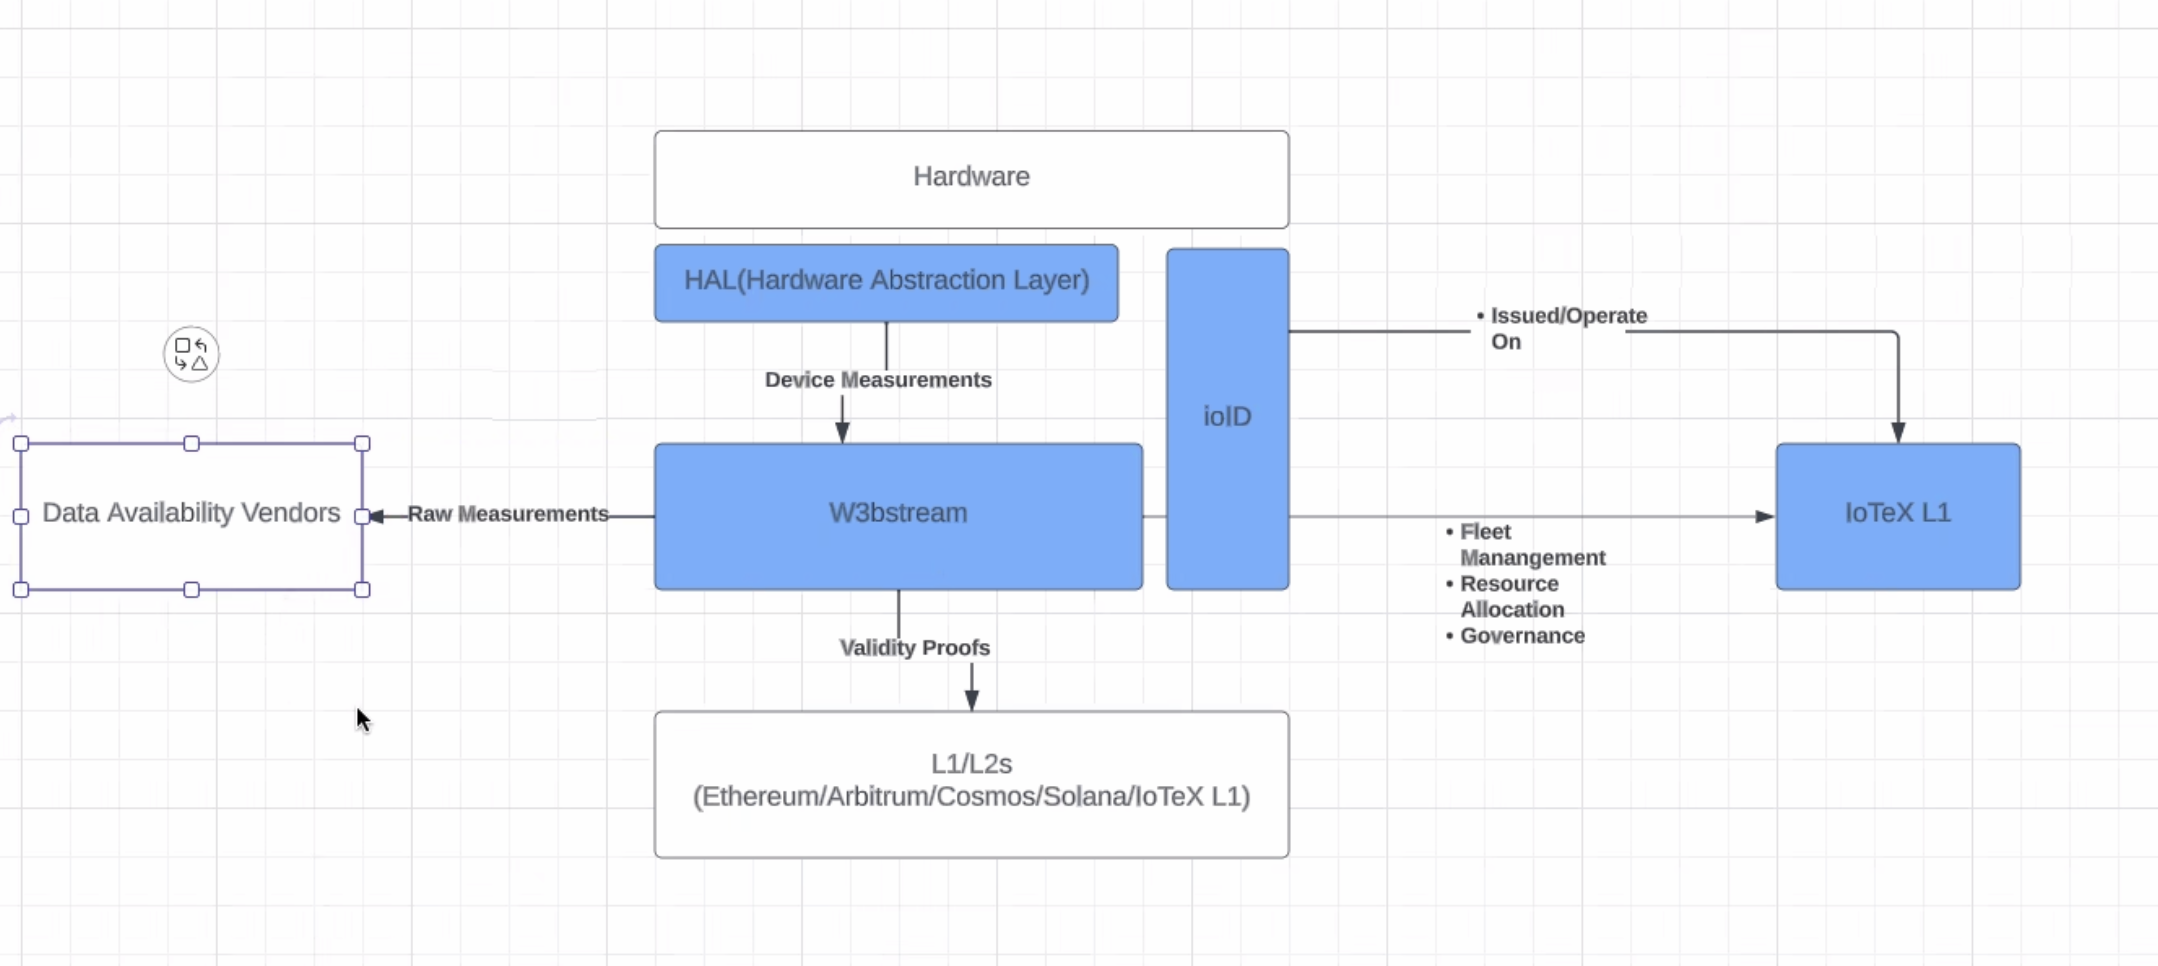 Hardware
HAL(Hardware Abstraction Layer)
• Issued/Operate
On
Device Measurements
ioID
Data Availability Vendors
Raw Measurements
W3bstream
IoTeX L1
• Fleet
Manangement
• Resource
Allocation
• Governance
Validity Proofs
L1/L2s
(Ethereum/Arbitrum/Cosmos/Solana/IoTeX L1)